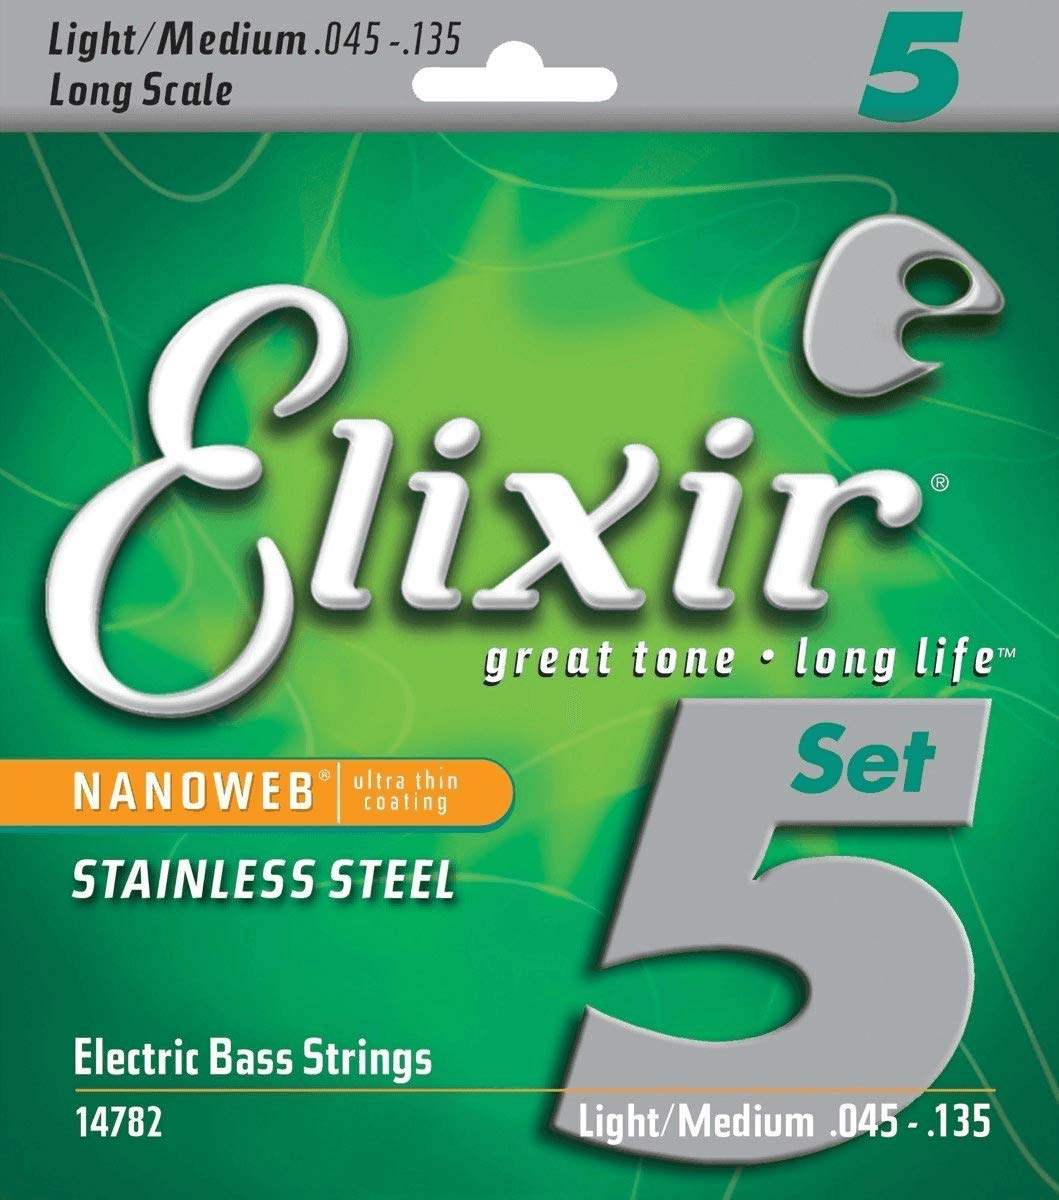 Light/Medium .045 -.135
Long Scale
5
e
Elixir®
great tone • long life™
Set
5
NANOWEB® ultra thin
coating
STAINLESS STEEL
Electric Bass Strings
14782
Light/Medium .045 - .135